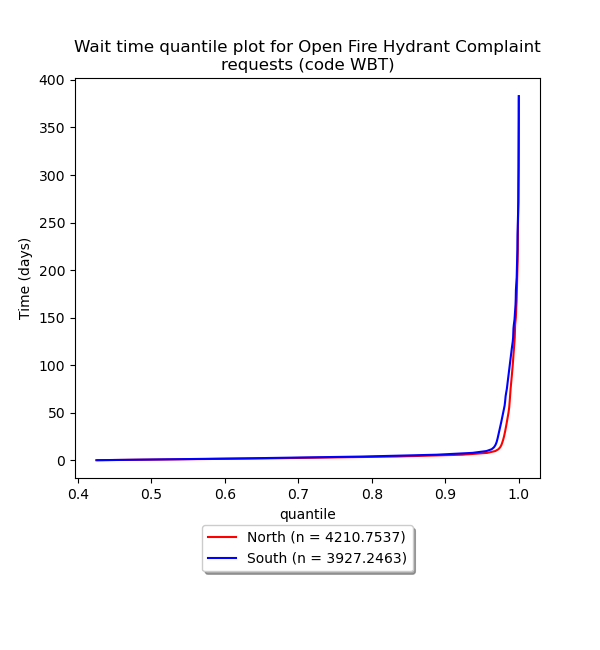 Wait time quantile plot for Open Fire Hydrant Complaint
requests (code WBT)
400
350
300
250
200
150
100
50
0
Time (days)
0.4 0.5 0.6 0.7 0.8 0.9 1.0
quantile
North (n = 4210.7537)
South (n = 3927.2463)